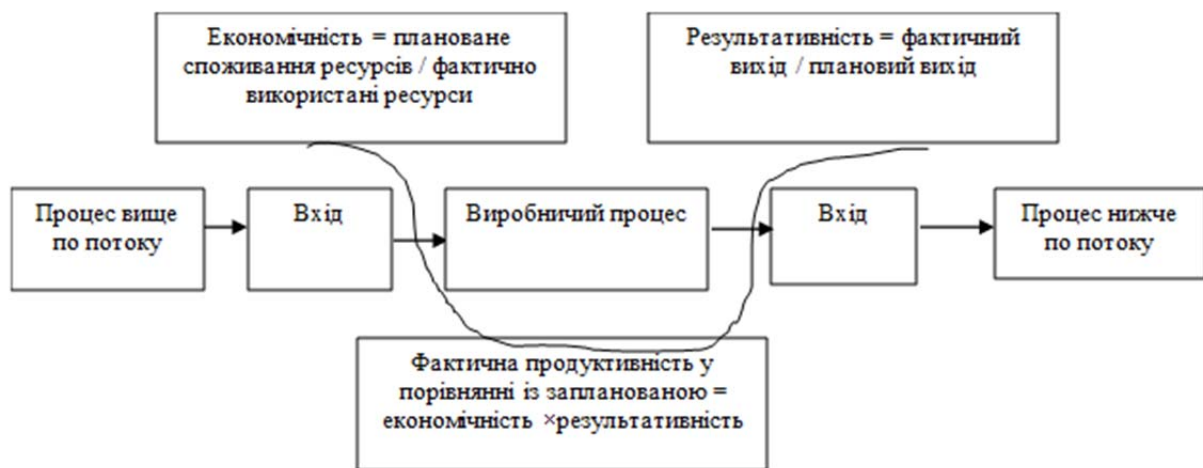 Економічність = плановане
споживання ресурсів / фактично
використані ресурси
Результативність = фактичний
вихід / плановий вихід
Процес вище
по потоку
Вхід
Виробничий процес
Вхід
Процес нижче
по потоку
Фактична продуктивність у
порівнянні із запланованою =
економічність ×результативність